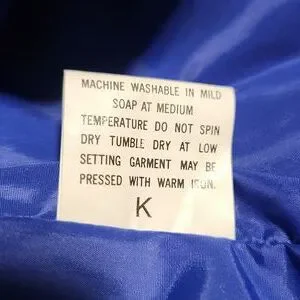 MACHINE WASHABLE IN MILD
SOAP AT MEDIUM
TEMPERATURE DO NOT SPIN
DRY TUMBLE DRY AT LOW
SETTING GARMENT MAY BE
PRESSED WITH WARM IRON.
K